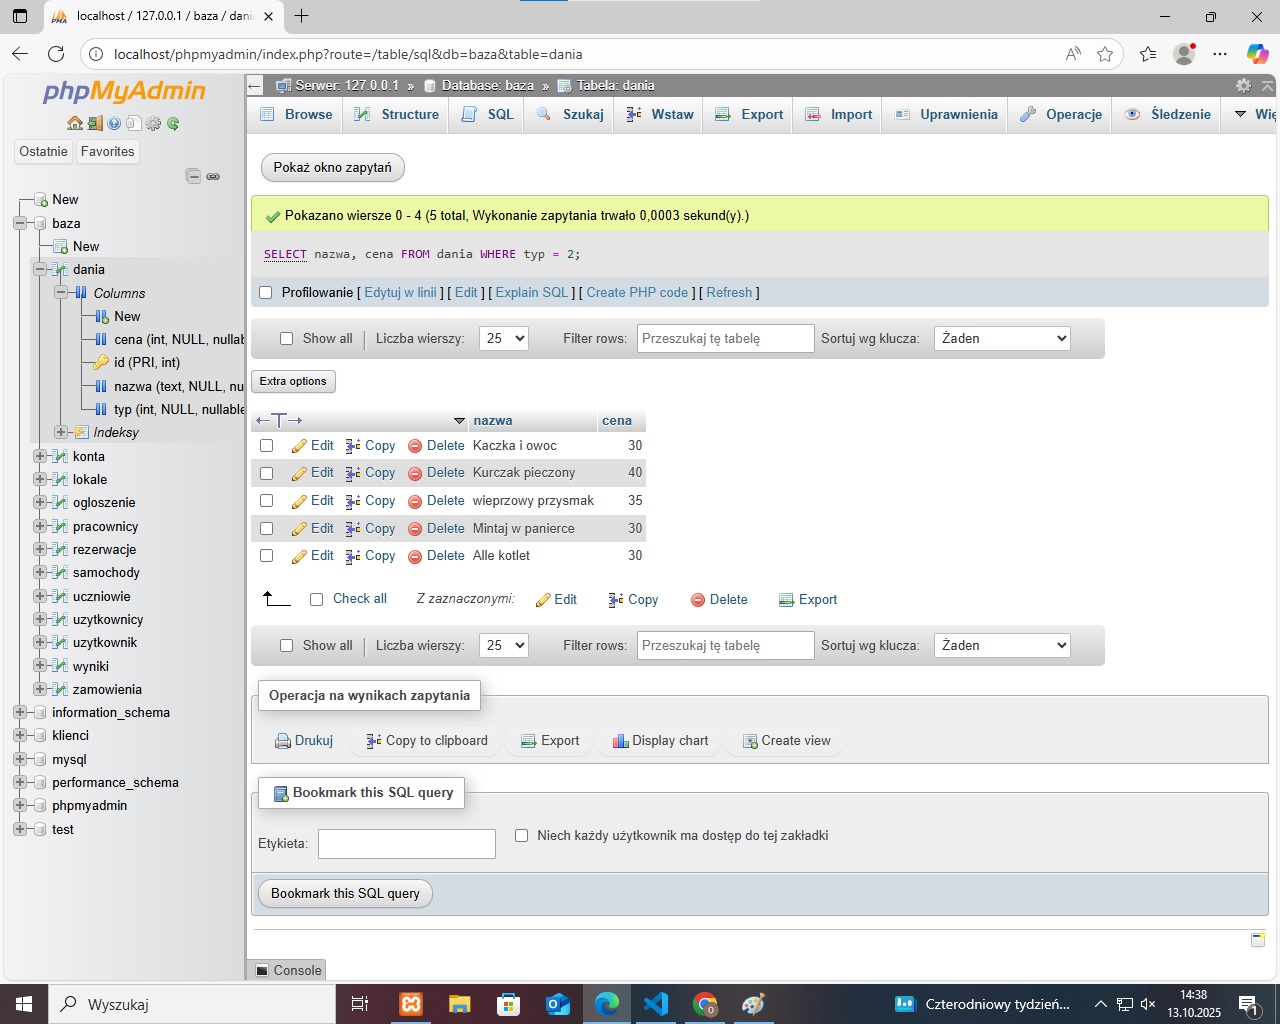 localhost / 127.0.0.1 / baza / dani
localhost/phpmyadmin/index.php?route=/table/sql&db=baza&table=dania
phpMyAdmin
Ostatnie Favorites
New
baza
New
dania
Columns
New
cena (int, NULL, nullab
id (PRI, int)
nazwa (text, NULL, nu
typ (int, NULL, nullable
Indeksy
konta
lokale
ogloszenie
pracownicy
rezerwacje
samochody
uczniowie
uzytkownicy
uzytkownik
wyniki
zamowienia
information_schema
klienci
mysql
performance_schema
phpmyadmin
test
Serwer: 127.0.0.1 » Database: baza » Tabela: dania
Browse Structure SQL Szukaj Wstaw Export Import Uprawnienia Operacje Śledzenie Wię
Pokaż okno zapytań
Pokazano wiersze 0 - 4 (5 total, Wykonanie zapytania trwało 0,0003 sekund(y).)
SELECT nazwa, cena FROM dania WHERE typ = 2;
Profilowanie [ Edytuj w linii ] [ Edit ] [ Explain SQL ] [ Create PHP code ] [ Refresh ]
Show all Liczba wierszy: 25 Filter rows: Przeszukaj tę tabelę Sortuj wg klucza: Żaden
Extra options
nazwa cena
Edit Copy Delete Kaczka i owoc 30
Edit Copy Delete Kurczak pieczony 40
Edit Copy Delete wieprzowy przysmak 35
Edit Copy Delete Mintaj w panierce 30
Edit Copy Delete Alle kotlet 30
Check all Z zaznaczonymi: Edit Copy Delete Export
Show all Liczba wierszy: 25 Filter rows: Przeszukaj tę tabelę Sortuj wg klucza: Żaden
Operacja na wynikach zapytania
Drukuj Copy to clipboard Export Display chart Create view
Bookmark this SQL query
Etykieta: Niech każdy użytkownik ma dostęp do tej zakładki
Bookmark this SQL query
Console
Wyszukaj
Czterodniowy tydzień...
14:38
13.10.2025
1